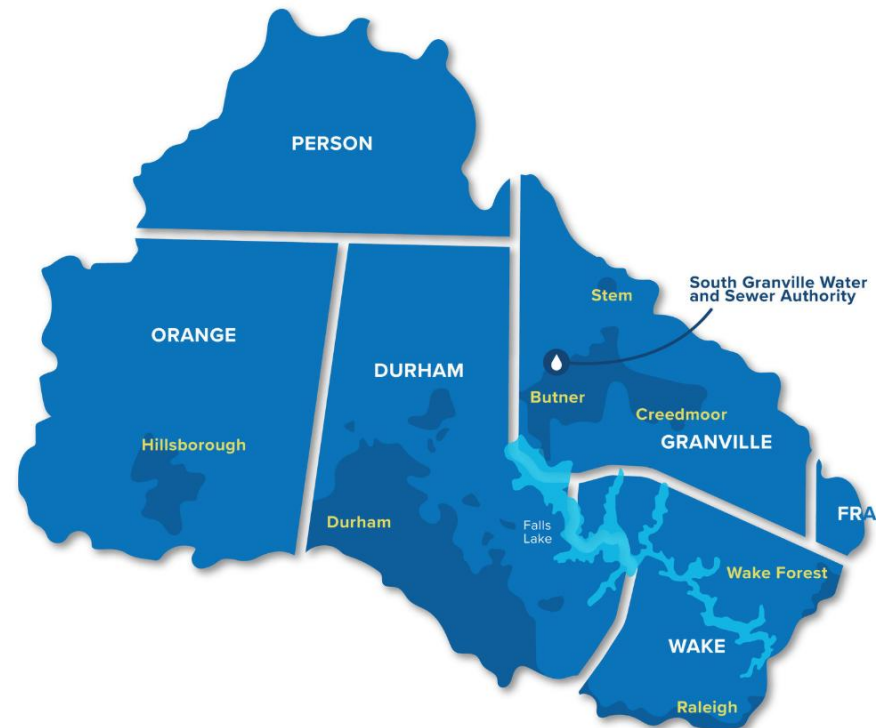 PERSON
Stem
South Granville Water
and Sewer Authority
ORANGE
DURHAM
Butner
Creedmoor
GRANVILLE
Hillsborough
Durham
Falls
Lake
FRA
Wake Forest
WAKE
Raleigh